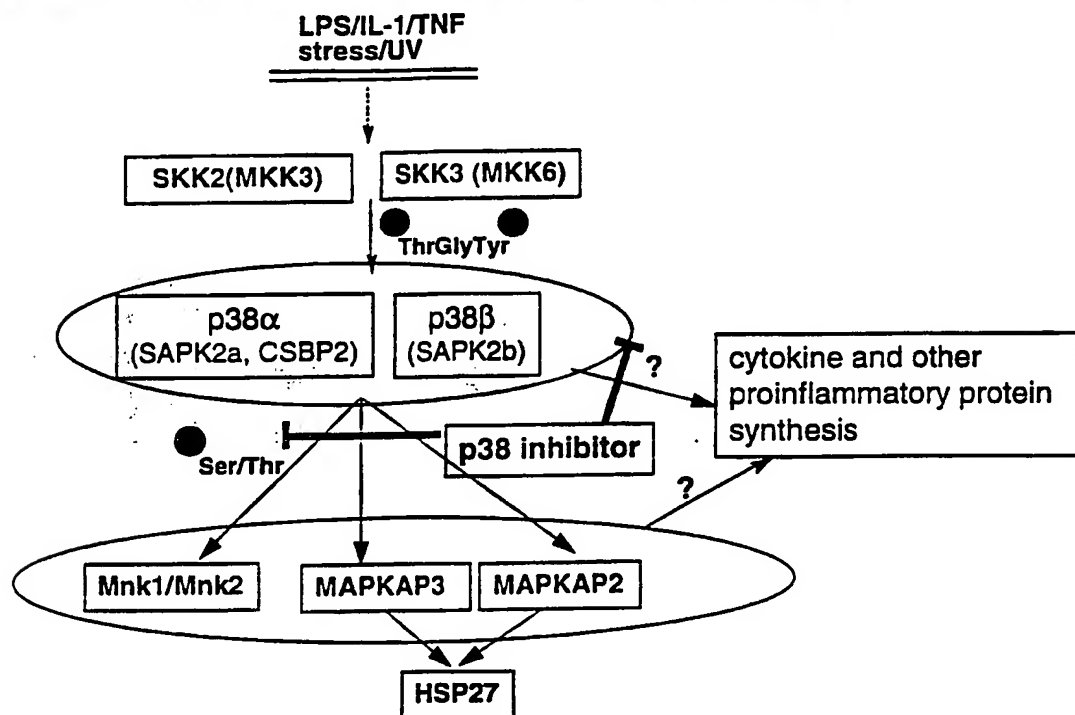 LPS/IL-1/TNF
stress/UV
SKK2(MKK3)
SKK3 (MKK6)
ThrGlyTyr
p38α
(SAPK2a, CSBP2)
p38β
(SAPK2b)
?
cytokine and other
proinflammatory protein
synthesis
p38 inhibitor
Ser/Thr
?
Mnk1/Mnk2
MAPKAP3
MAPKAP2
HSP27